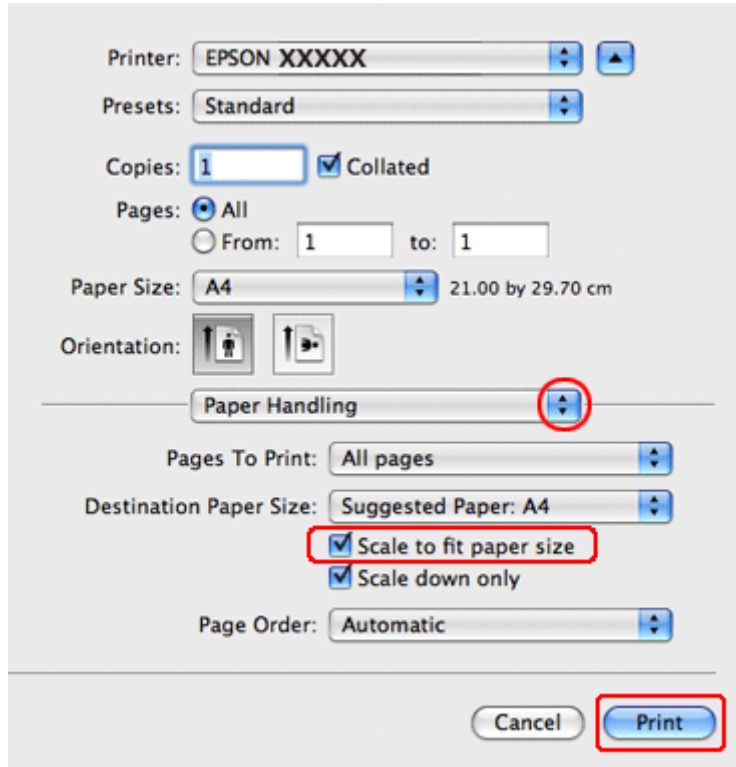 Printer: EPSON XXXXX
Presets: Standard
Copies: 1 Collated
Pages: All
From: 1 to: 1
Paper Size: A4 21.00 by 29.70 cm
Orientation:
Paper Handling
Pages To Print: All pages
Destination Paper Size: Suggested Paper: A4
Scale to fit paper size
Scale down only
Page Order: Automatic
Cancel Print